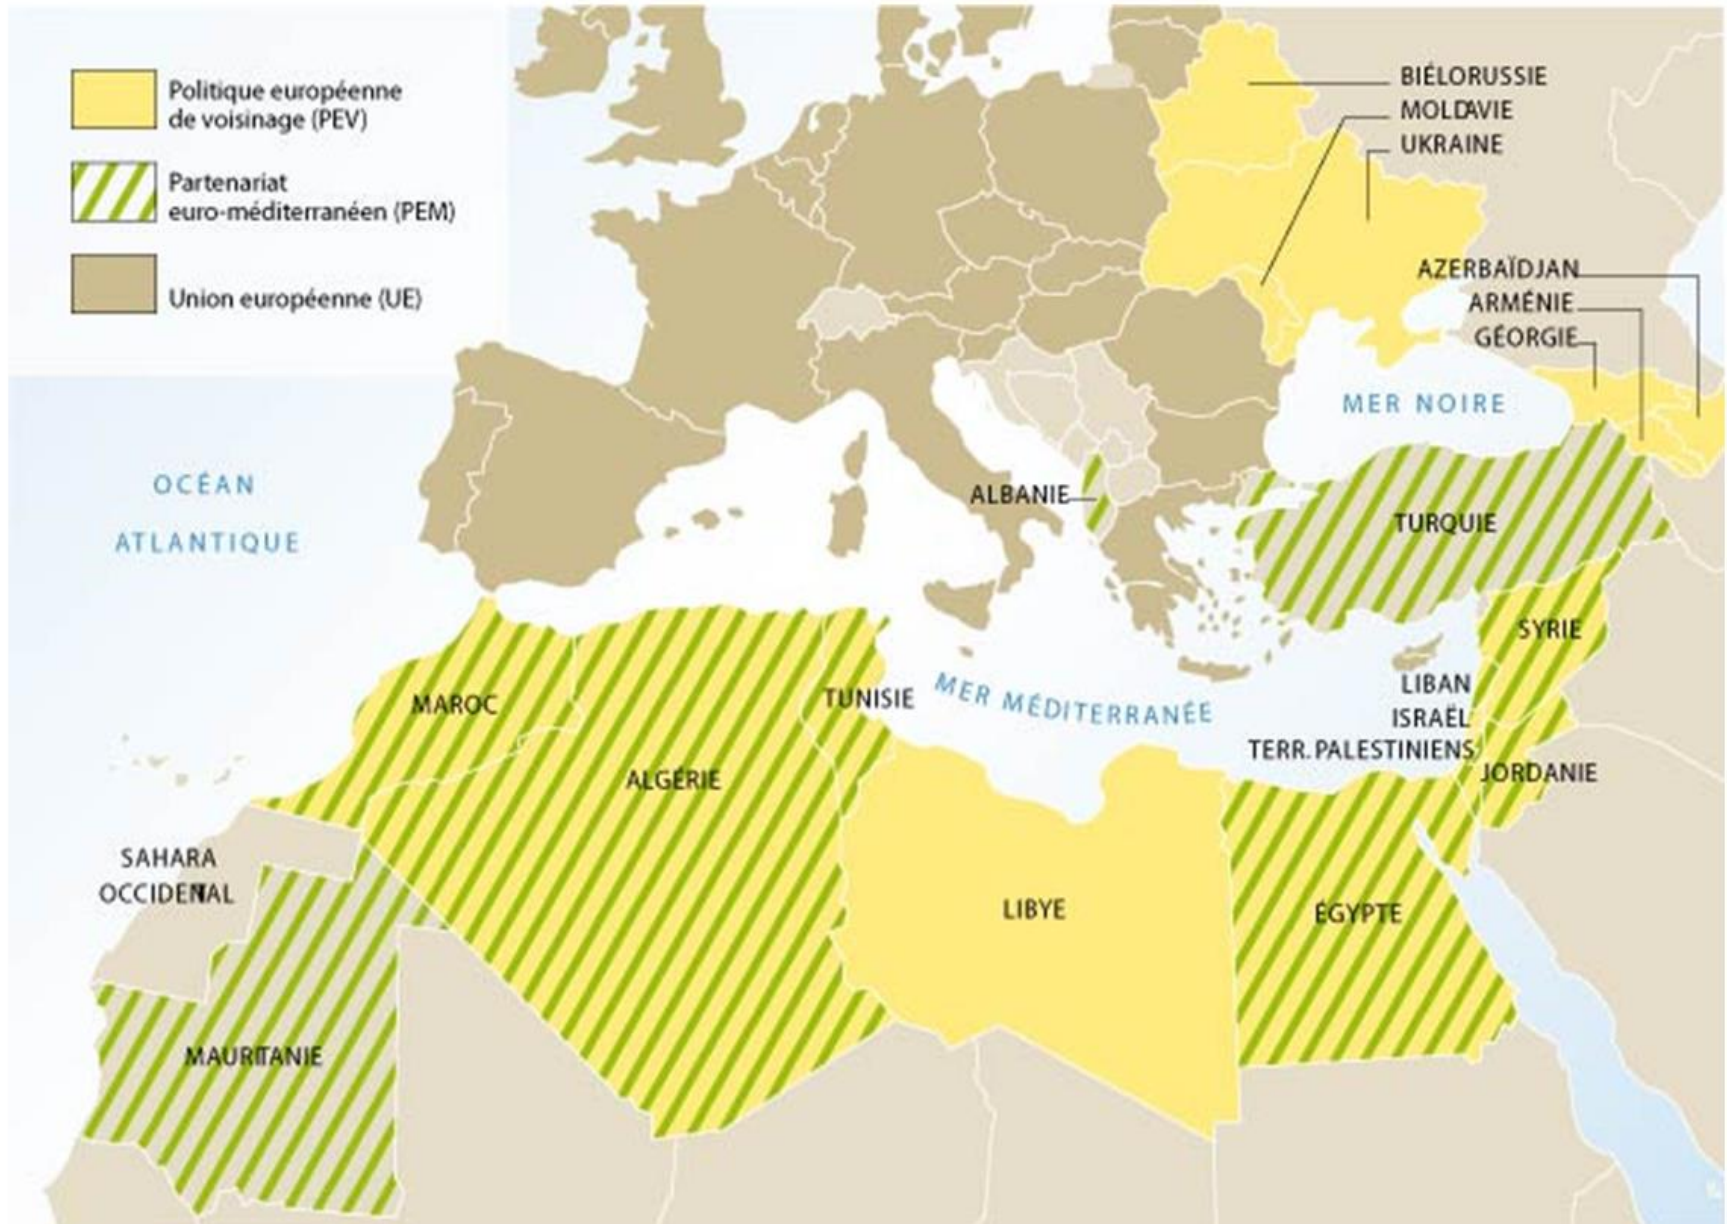 Politique européenne
de voisinage (PEV)
Partenariat
euro-méditerranéen (PEM)
Union européenne (UE)
BIÉLORUSSIE
MOLDAVIE
UKRAINE
AZERBAÏDJAN
ARMÉNIE
GÉORGIE
MER NOIRE
OCÉAN
ATLANTIQUE
ALBANIE
TURQUIE
SYRIE
MAROC
TUNISIE
MER MÉDITERRANÉE
LIBAN
ISRAËL
TERR. PALESTINIENS
JORDANIE
ALGÉRIE
SAHARA
OCCIDENTAL
LIBYE
ÉGYPTE
MAURITANIE